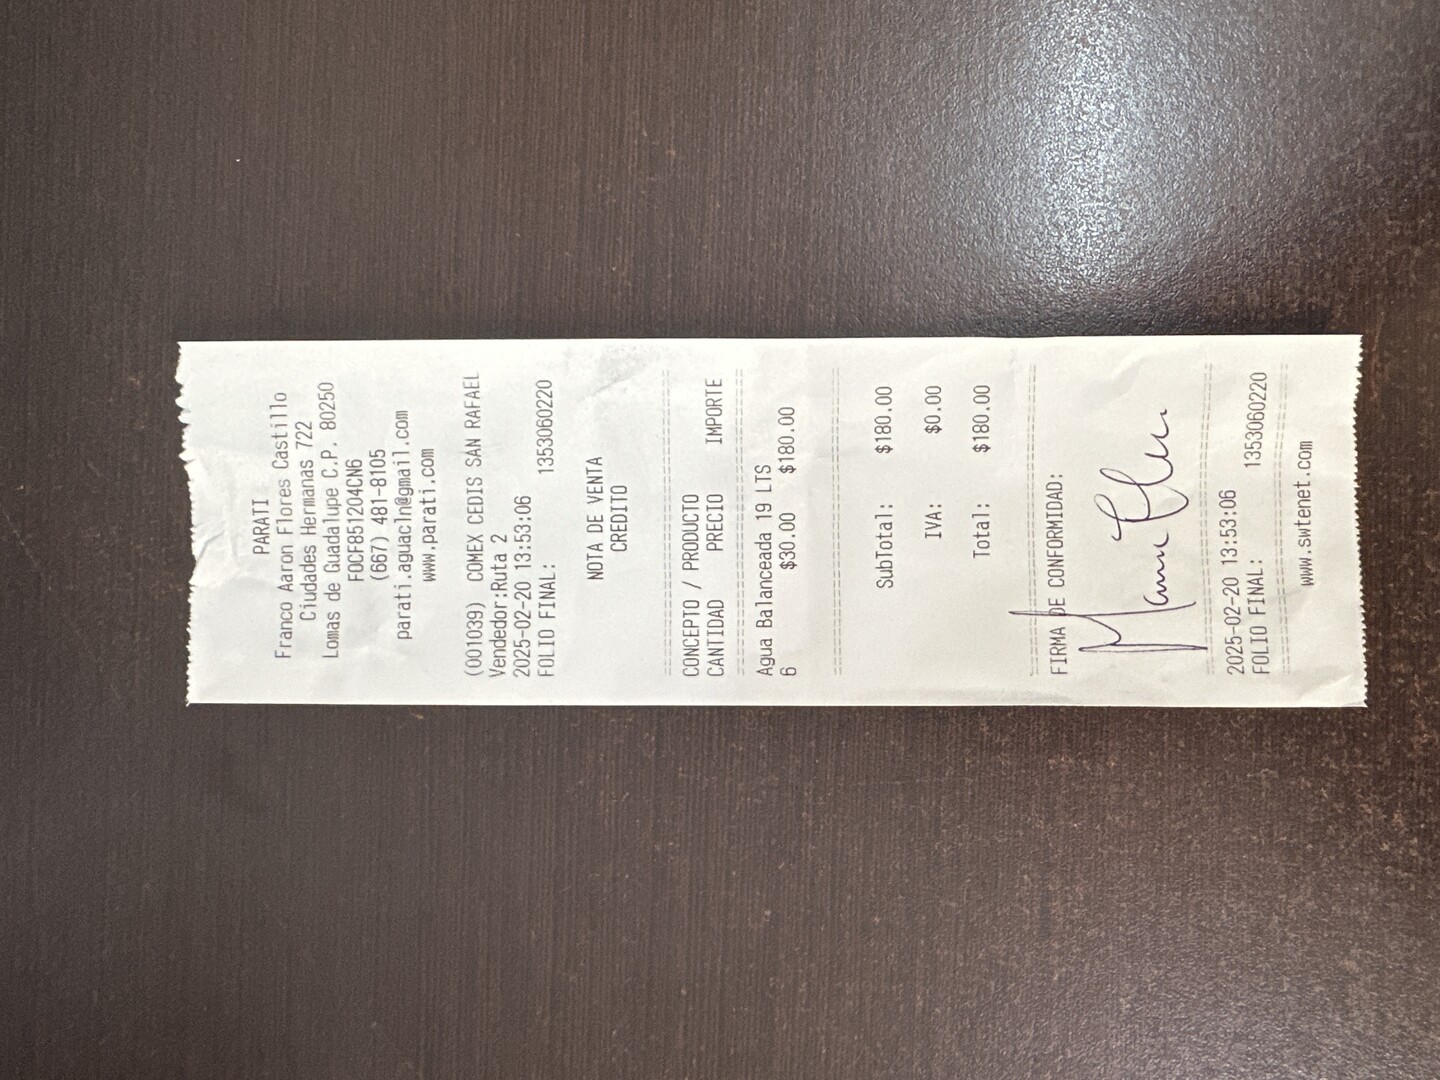 PARATI
Franco Aaron Flores Castillo
Ciudades Hermanas 722
Lomas de Guadalupe C.P. 80250
FOCF851204CN6
(667) 481-8105
parati.aguacln@gmail.com
www.parati.com
(001039) COMEX CEDIS SAN RAFAEL
Vendedor:Ruta 2
2025-02-20 13:53:06
FOLIO FINAL: 1353060220
NOTA DE VENTA
CREDITO
CONCEPTO / PRODUCTO
CANTIDAD PRECIO IMPORTE
Agua Balanceada 19 LTS
6 $30.00 $180.00
SubTotal: $180.00
IVA: $0.00
Total: $180.00
FIRMA DE CONFORMIDAD:
2025-02-20 13:53:06
FOLIO FINAL: 1353060220
www.swtenet.com